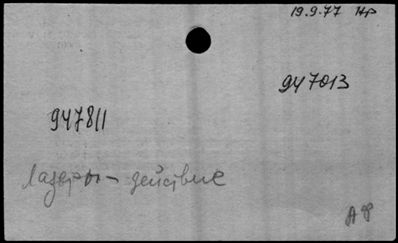 19.9.77 Нр
947013
947811
Лазеры - действие
АФ